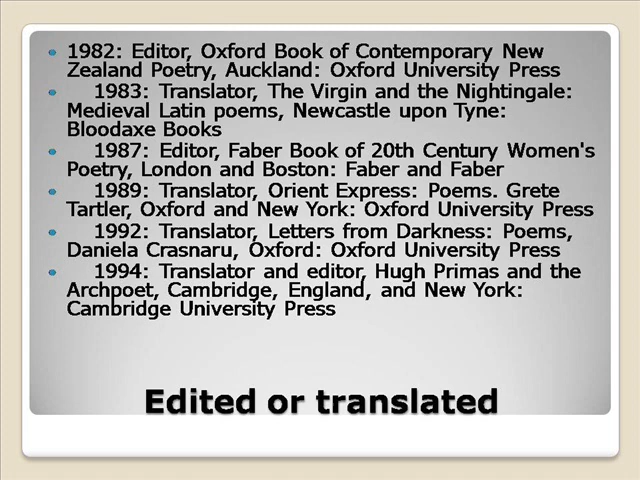 1982: Editor, Oxford Book of Contemporary New
Zealand Poetry, Auckland: Oxford University Press
1983: Translator, The Virgin and the Nightingale:
Medieval Latin poems, Newcastle upon Tyne:
Bloodaxe Books
1987: Editor, Faber Book of 20th Century Women's
Poetry, London and Boston: Faber and Faber
1989: Translator, Orient Express: Poems. Grete
Tartler, Oxford and New York: Oxford University Press
1992: Translator, Letters from Darkness: Poems,
Daniela Crasnaru, Oxford: Oxford University Press
1994: Translator and editor, Hugh Primas and the
Archpoet, Cambridge, England, and New York:
Cambridge University Press
Edited or translated